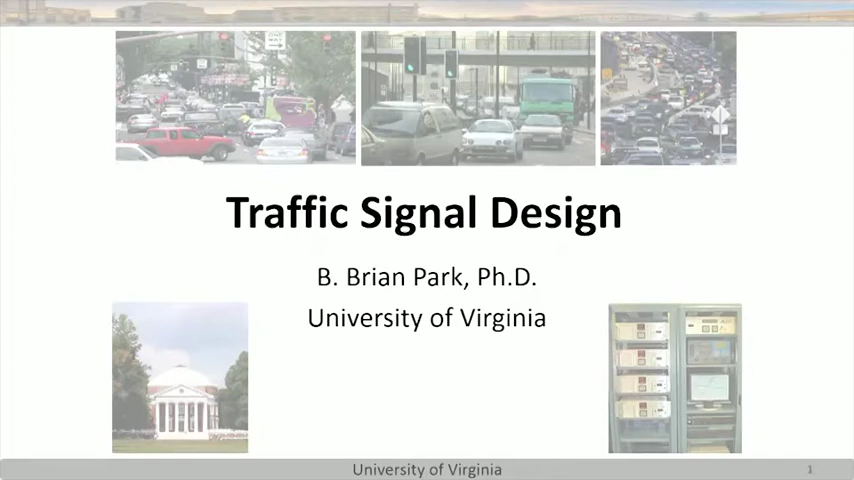 Traffic Signal Design
B. Brian Park, Ph.D.
University of Virginia
University of Virginia
1